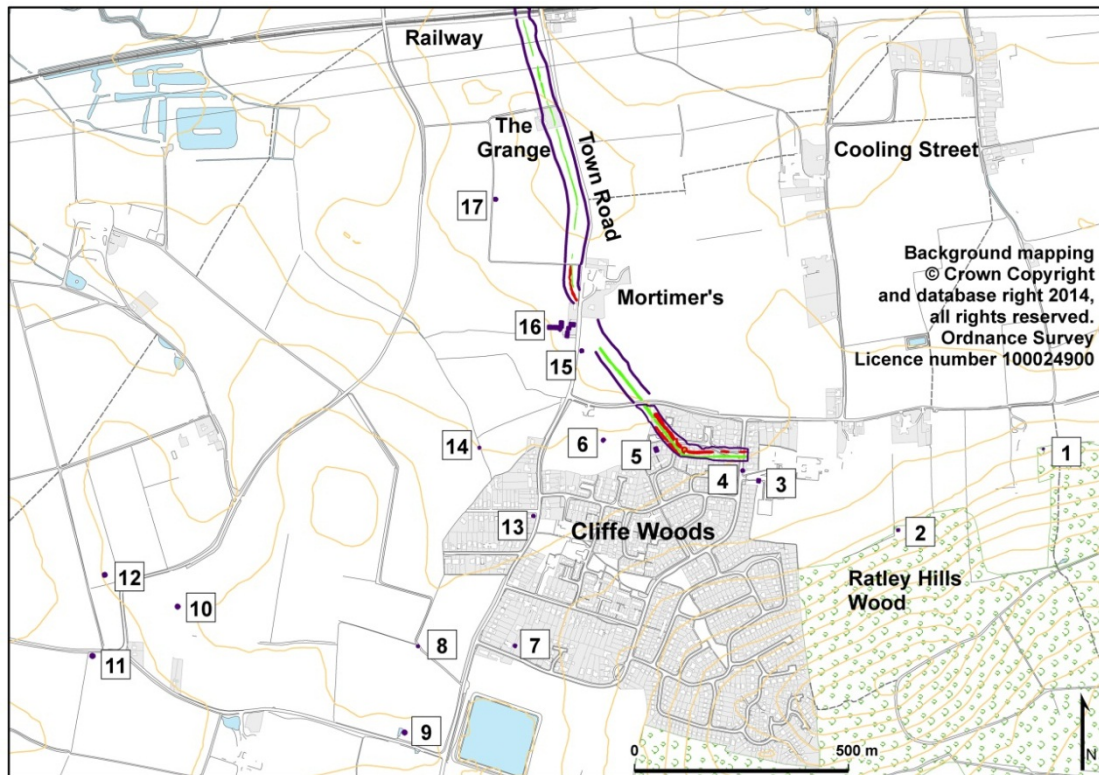 Railway
The
Grange
Town Road
Cooling Street
17
Background mapping
© Crown Copyright
and database right 2014,
all rights reserved.
Ordnance Survey
Licence number 100024900
Mortimer's
16
15
14
6
5
4
3
1
2
13
Cliffe Woods
Ratley Hills
Wood
12
10
11
8
7
9
0
500 m
N